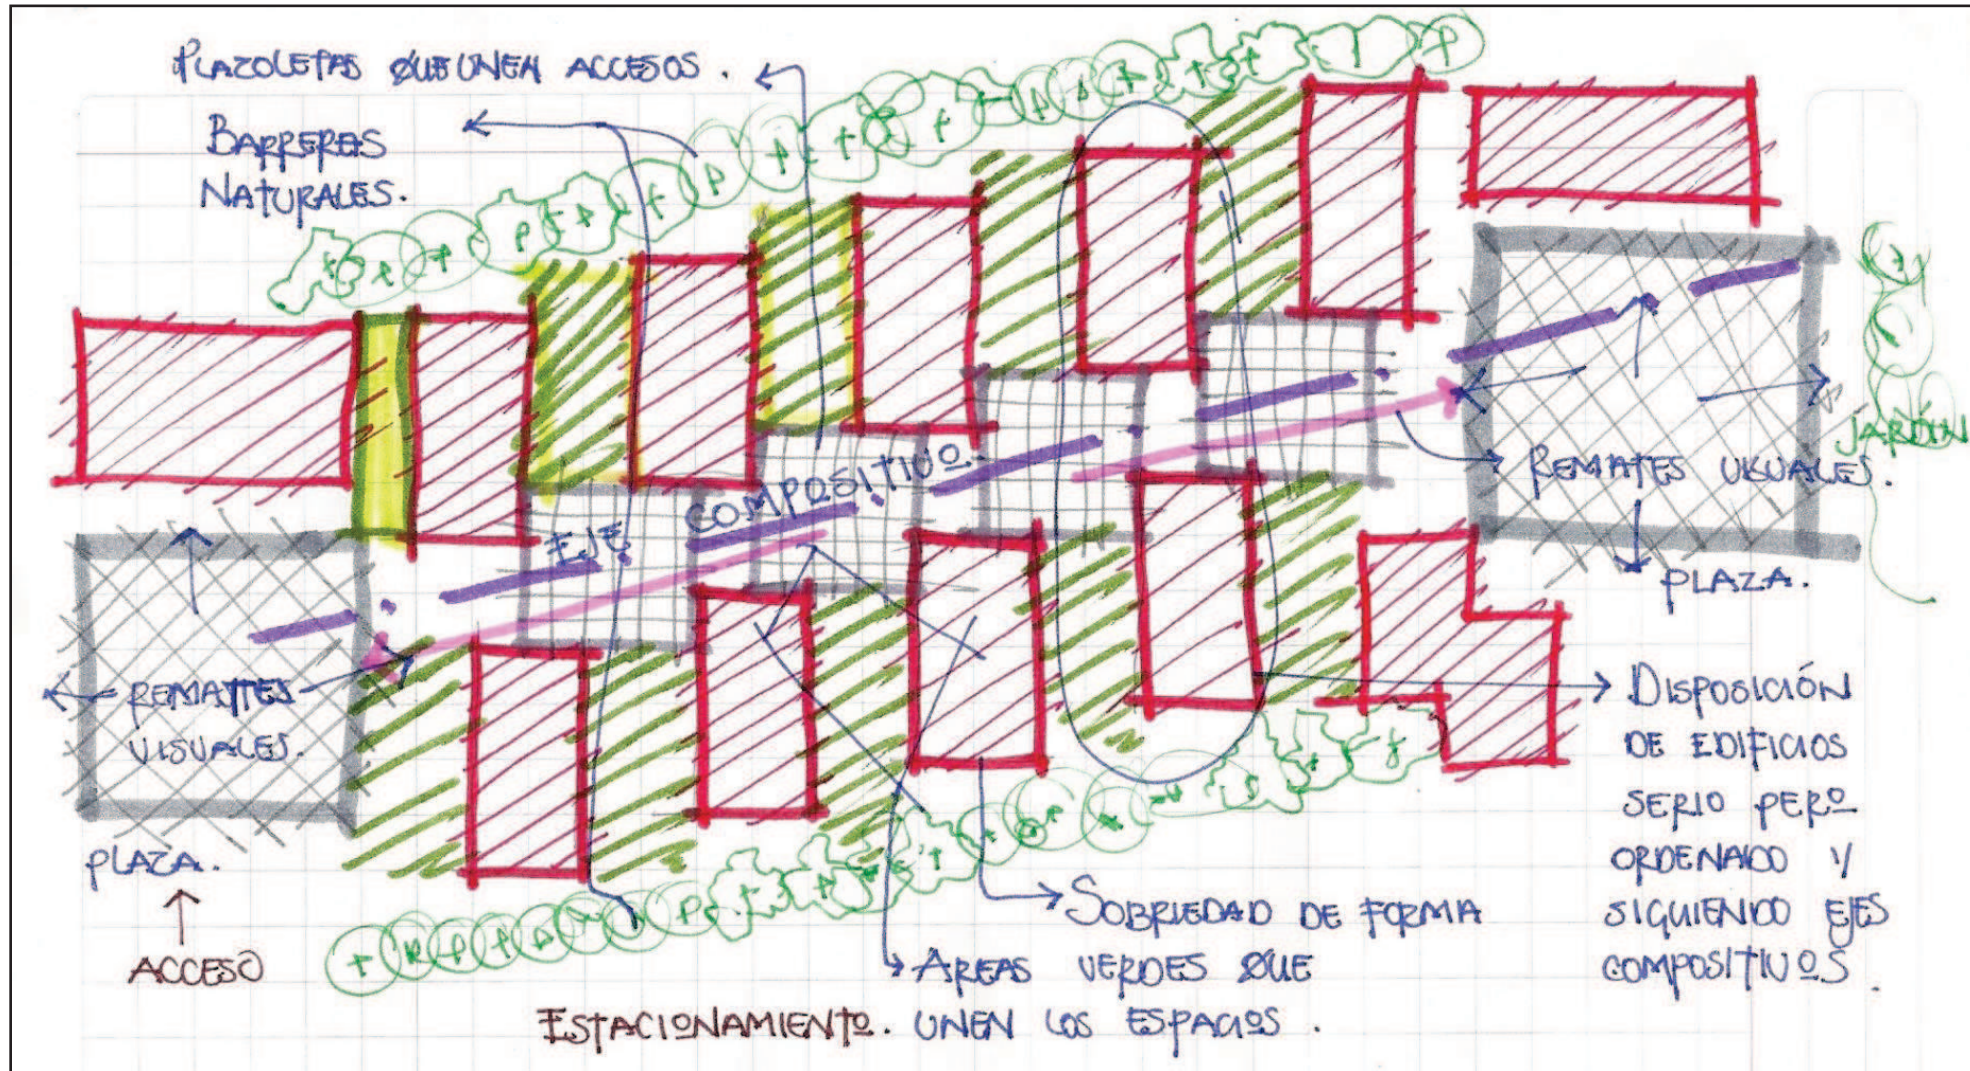 PLAZOLETAS QUE UNEN ACCESOS.
BARRERAS
NATURALES.
EJE COMPOSITIVO.
JARDÍN
REMATES VISUALES.
PLAZA.
REMATES
VISUALES.
PLAZA.
ACCESO
DISPOSICIÓN
DE EDIFICIOS
SERIO PERO
ORDENADO Y
SIGUIENDO EJES
COMPOSITIVOS.
SOBRIEDAD DE FORMA
AREAS VERDES QUE
UNEN LOS ESPACIOS.
ESTACIONAMIENTO.